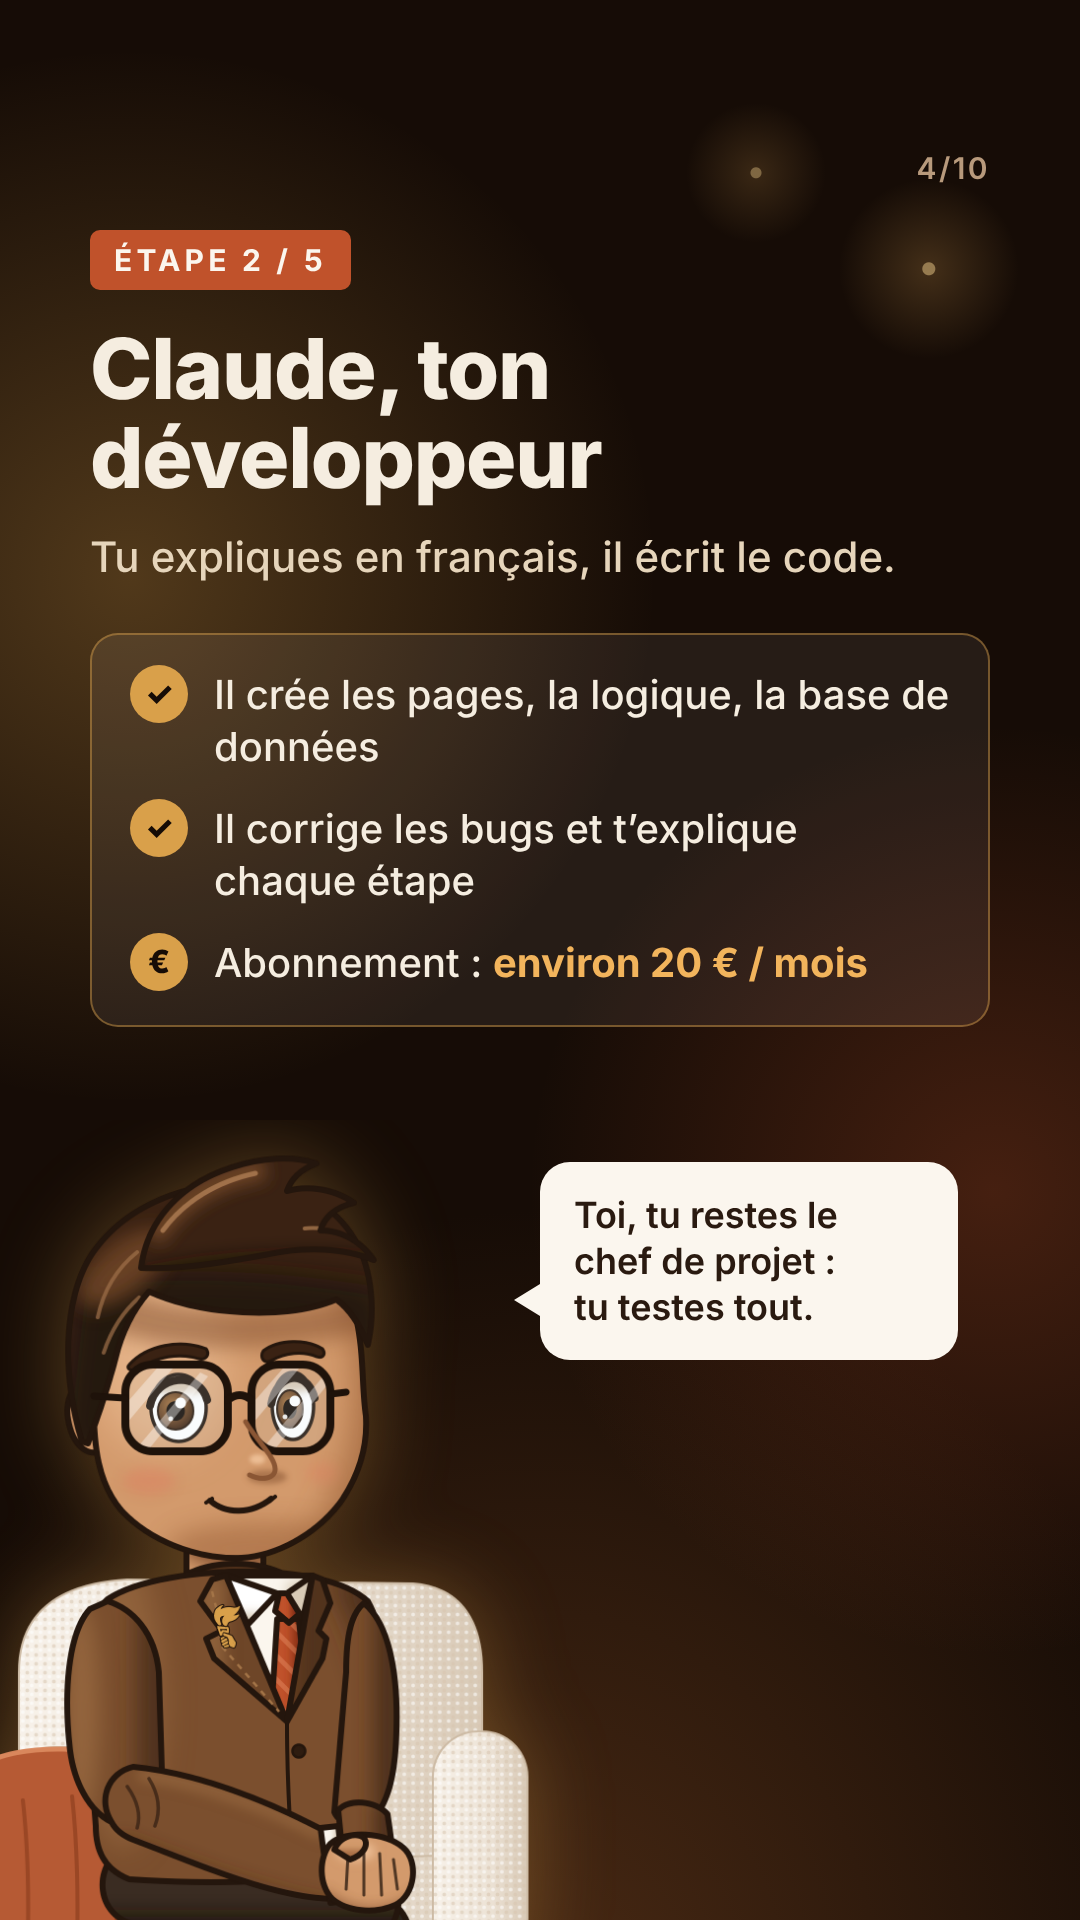 4/10
ÉTAPE 2 / 5
Claude, ton
développeur
Tu expliques en français, il écrit le code.
Il crée les pages, la logique, la base de
données
Il corrige les bugs et t’explique
chaque étape
€ Abonnement : environ 20 € / mois
Toi, tu restes le
chef de projet :
tu testes tout.